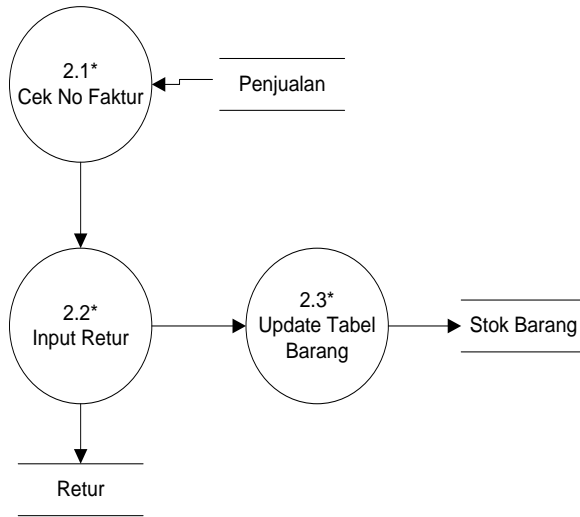 2.1*
Cek No Faktur
Penjualan
2.2*
Input Retur
2.3*
Update Tabel
Barang
Stok Barang
Retur